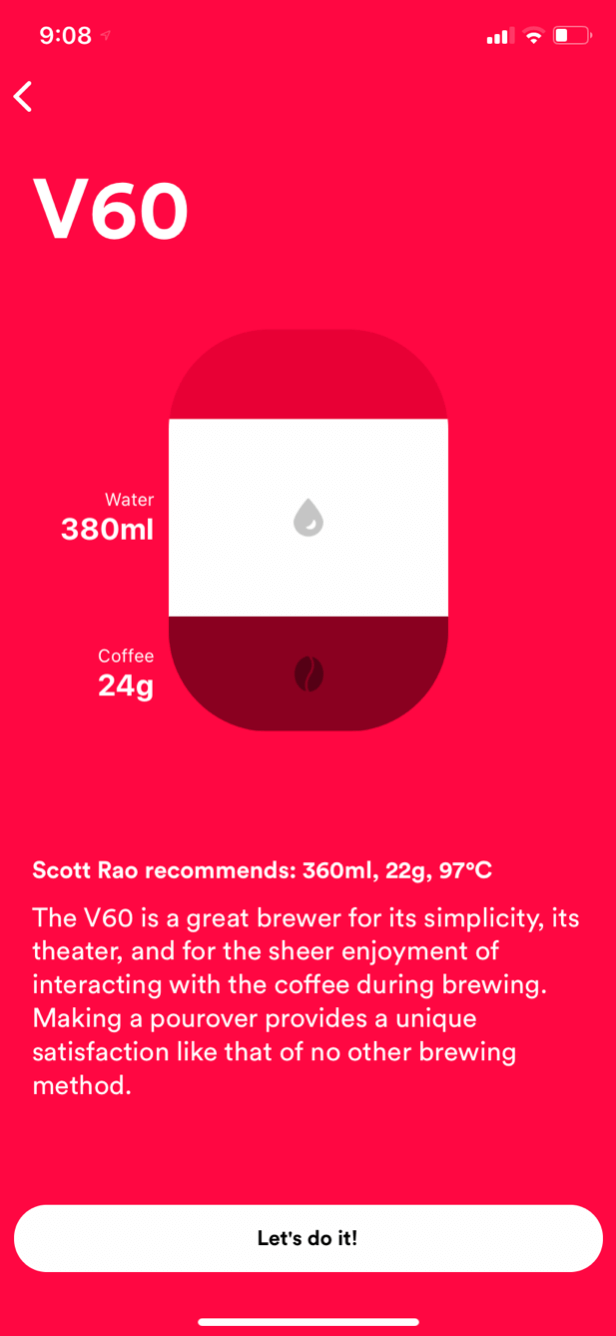 9:08
V60
Water
380ml
Coffee
24g
Scott Rao recommends: 360ml, 22g, 97°C
The V60 is a great brewer for its simplicity, its
theater, and for the sheer enjoyment of
interacting with the coffee during brewing.
Making a pourover provides a unique
satisfaction like that of no other brewing
method.
Let's do it!